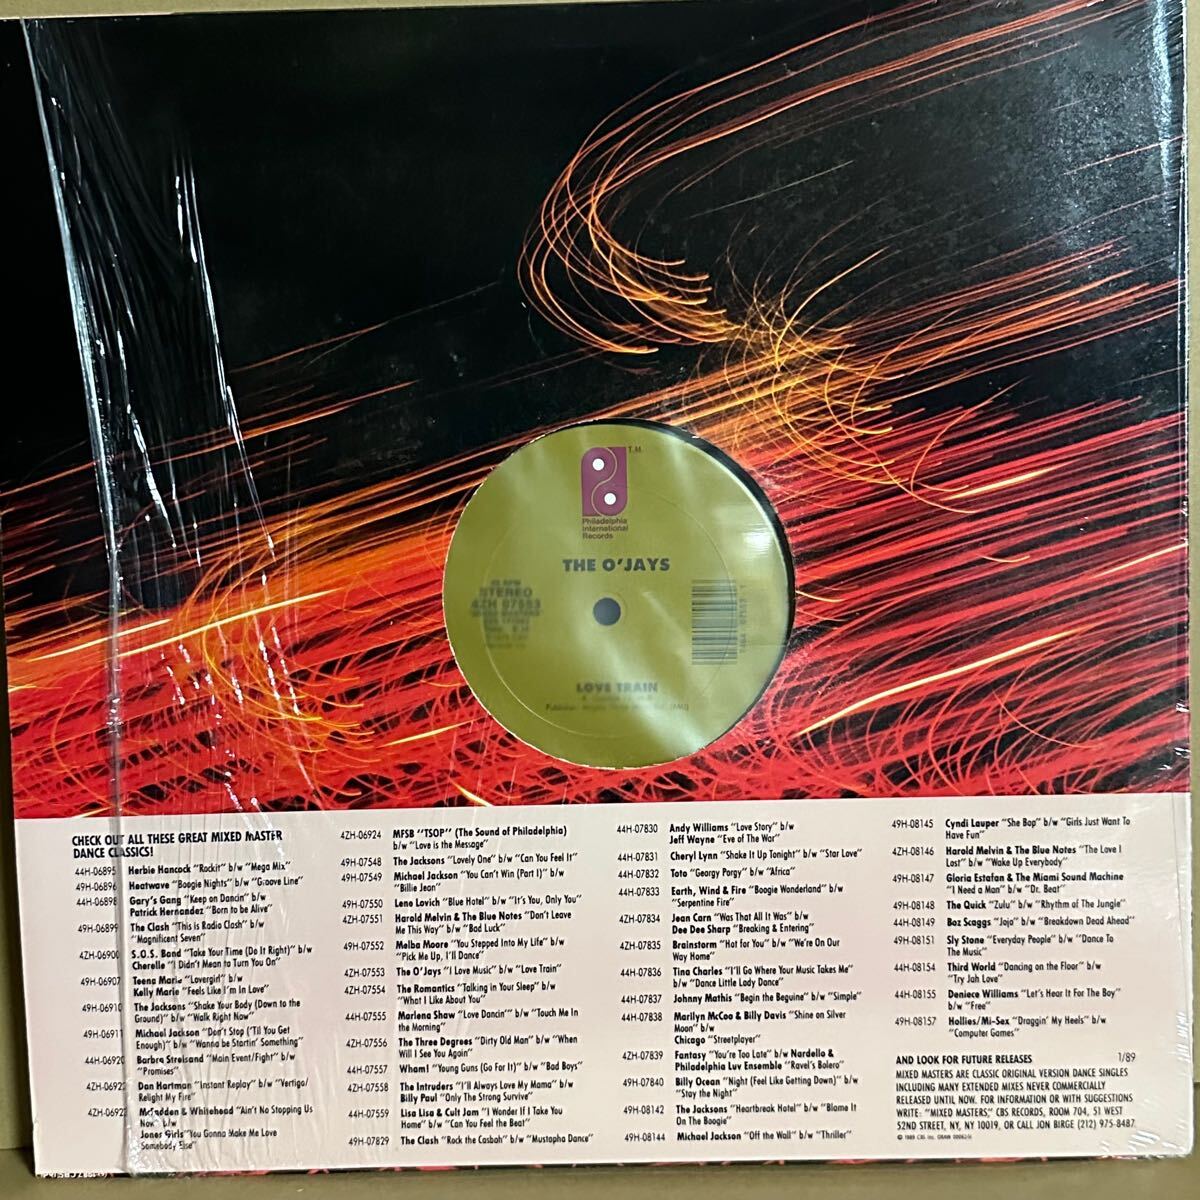 T.M.
Philadelphia
International
Records
THE O'JAYS
45 RPM
STEREO
4ZH 07553
LOVE TRAIN
CHECK OUT ALL THESE GREAT MIXED MASTER
DANCE CLASSICS!
44H-06895 Herbie Hancock "Rockit" b/w "Mega Mix"
49H-06896 Heatwave "Boogie Nights" b/w "Groove Line"
44H-06898 Gary's Gang "Keep on Dancin" b/w
Patrick Hernandez "Born to be Alive"
49H-06899 The Clash "This is Radio Clash" b/w
"Magnificent Seven"
4ZH-06900 S.O.S. Band "Take Your Time (Do It Right)" b/w
Cherelle "I Didn't Mean to Turn You On"
49H-06907 Teena Marie "Lovergirl" b/w
Kelly Marie "Feels Like I'm In Love"
49H-06910 The Jacksons "Shake Your Body (Down to the
Ground)" b/w "Walk Right Now"
49H-06911 Michael Jackson "Don't Stop ('Til You Get
Enough)" b/w "Wanna be Startin' Something"
44H-06920 Barbra Streisand "Main Event/Fight" b/w
"Promises"
Dan Hartman "Instant Replay" b/w "Vertigo/
Relight My Fire"
McFadden & Whitehead "Ain't No Stopping Us
Now" b/w
Jones Girls "You Gonna Make Me Love
Somebody Else"
4ZH-06924 MFSB "TSOP" (The Sound of Philadelphia)
b/w "Love is the Message"
49H-07548 The Jacksons "Lovely One" b/w "Can You Feel It"
49H-07549 Michael Jackson "You Can't Win (Part I)" b/w
"Billie Jean"
49H-07550 Lene Lovich "Blue Hotel" b/w "It's You, Only You"
4ZH-07551 Harold Melvin & The Blue Notes "Don't Leave
Me This Way" b/w "Bad Luck"
49H-07552 Melba Moore "You Stepped Into My Life" b/w
"Pick Me Up, I'll Dance"
4ZH-07553 The O'Jays "I Love Music" b/w "Love Train"
4ZH-07554 The Romantics "Talking in Your Sleep" b/w
"What I Like About You"
44H-07555 Marlena Shaw "Love Dancin'" b/w "Touch Me In
the Morning"
4ZH-07556 The Three Degrees "Dirty Old Man" b/w "When
Will I See You Again"
44H-07557 Wham! "Young Guns (Go For It)" b/w "Bad Boys"
4ZH-07558 The Intruders "I'll Always Love My Mama" b/w
Billy Paul "Only The Strong Survive"
44H-07559 Lisa Lisa & Cult Jam "I Wonder If I Take You
Home" b/w "Can You Feel the Beat"
49H-07829 The Clash "Rock the Casbah" b/w "Mustapha Dance"
44H-07830 Andy Williams "Love Story" b/w
Jeff Wayne "Eve of The War"
44H-07831 Cheryl Lynn "Shake It Up Tonight" b/w "Star Love"
44H-07832 Toto "Georgy Porgy" b/w "Africa"
44H-07833 Earth, Wind & Fire "Boogie Wonderland" b/w
"Serpentine Fire"
4ZH-07834 Jean Carn "Was That All It Was" b/w
Dee Dee Sharp "Breaking & Entering"
4ZH-07835 Brainstorm "Hot for You" b/w "We're On Our
Way Home"
44H-07836 Tina Charles "I'll Go Where Your Music Takes Me"
b/w "Dance Little Lady Dance"
44H-07837 Johnny Mathis "Begin the Beguine" b/w "Simple"
44H-07838 Marilyn McCoo & Billy Davis "Shine on Silver
Moon" b/w
Chicago "Streetplayer"
4ZH-07839 Fantasy "You're Too Late" b/w Nardello &
Philadelphia Luv Ensemble "Ravel's Bolero"
49H-07840 Billy Ocean "Night (Feel Like Getting Down)" b/w
"Stay the Night"
49H-08142 The Jacksons "Heartbreak Hotel" b/w "Blame It
On The Boogie"
49H-08144 Michael Jackson "Off the Wall" b/w "Thriller"
49H-08145 Cyndi Lauper "She Bop" b/w "Girls Just Want To
Have Fun"
4ZH-08146 Harold Melvin & The Blue Notes "The Love I
Lost" b/w "Wake Up Everybody"
49H-08147 Gloria Estafan & The Miami Sound Machine
"I Need a Man" b/w "Dr. Beat"
49H-08148 The Quick "Zulu" b/w "Rhythm of The Jungle"
44H-08149 Boz Scaggs "Jojo" b/w "Breakdown Dead Ahead"
49H-08151 Sly Stone "Everyday People" b/w "Dance To
The Music"
44H-08154 Third World "Dancing on the Floor" b/w
"Try Jah Love"
44H-08155 Deniece Williams "Let's Hear It For The Boy"
b/w "Free"
49H-08157 Hollies/Mi-Sex "Draggin' My Heels" b/w
"Computer Games"
AND LOOK FOR FUTURE RELEASES 1/89
MIXED MASTERS ARE CLASSIC ORIGINAL VERSION DANCE SINGLES
INCLUDING MANY EXTENDED MIXES NEVER COMMERCIALLY
RELEASED UNTIL NOW. FOR INFORMATION OR WITH SUGGESTIONS
WRITE: "MIXED MASTERS," CBS RECORDS, ROOM 704, 51 WEST
52ND STREET, NY, NY 10019, OR CALL JON BIRGE (212) 975-8487.
© 1989 CBS Inc.